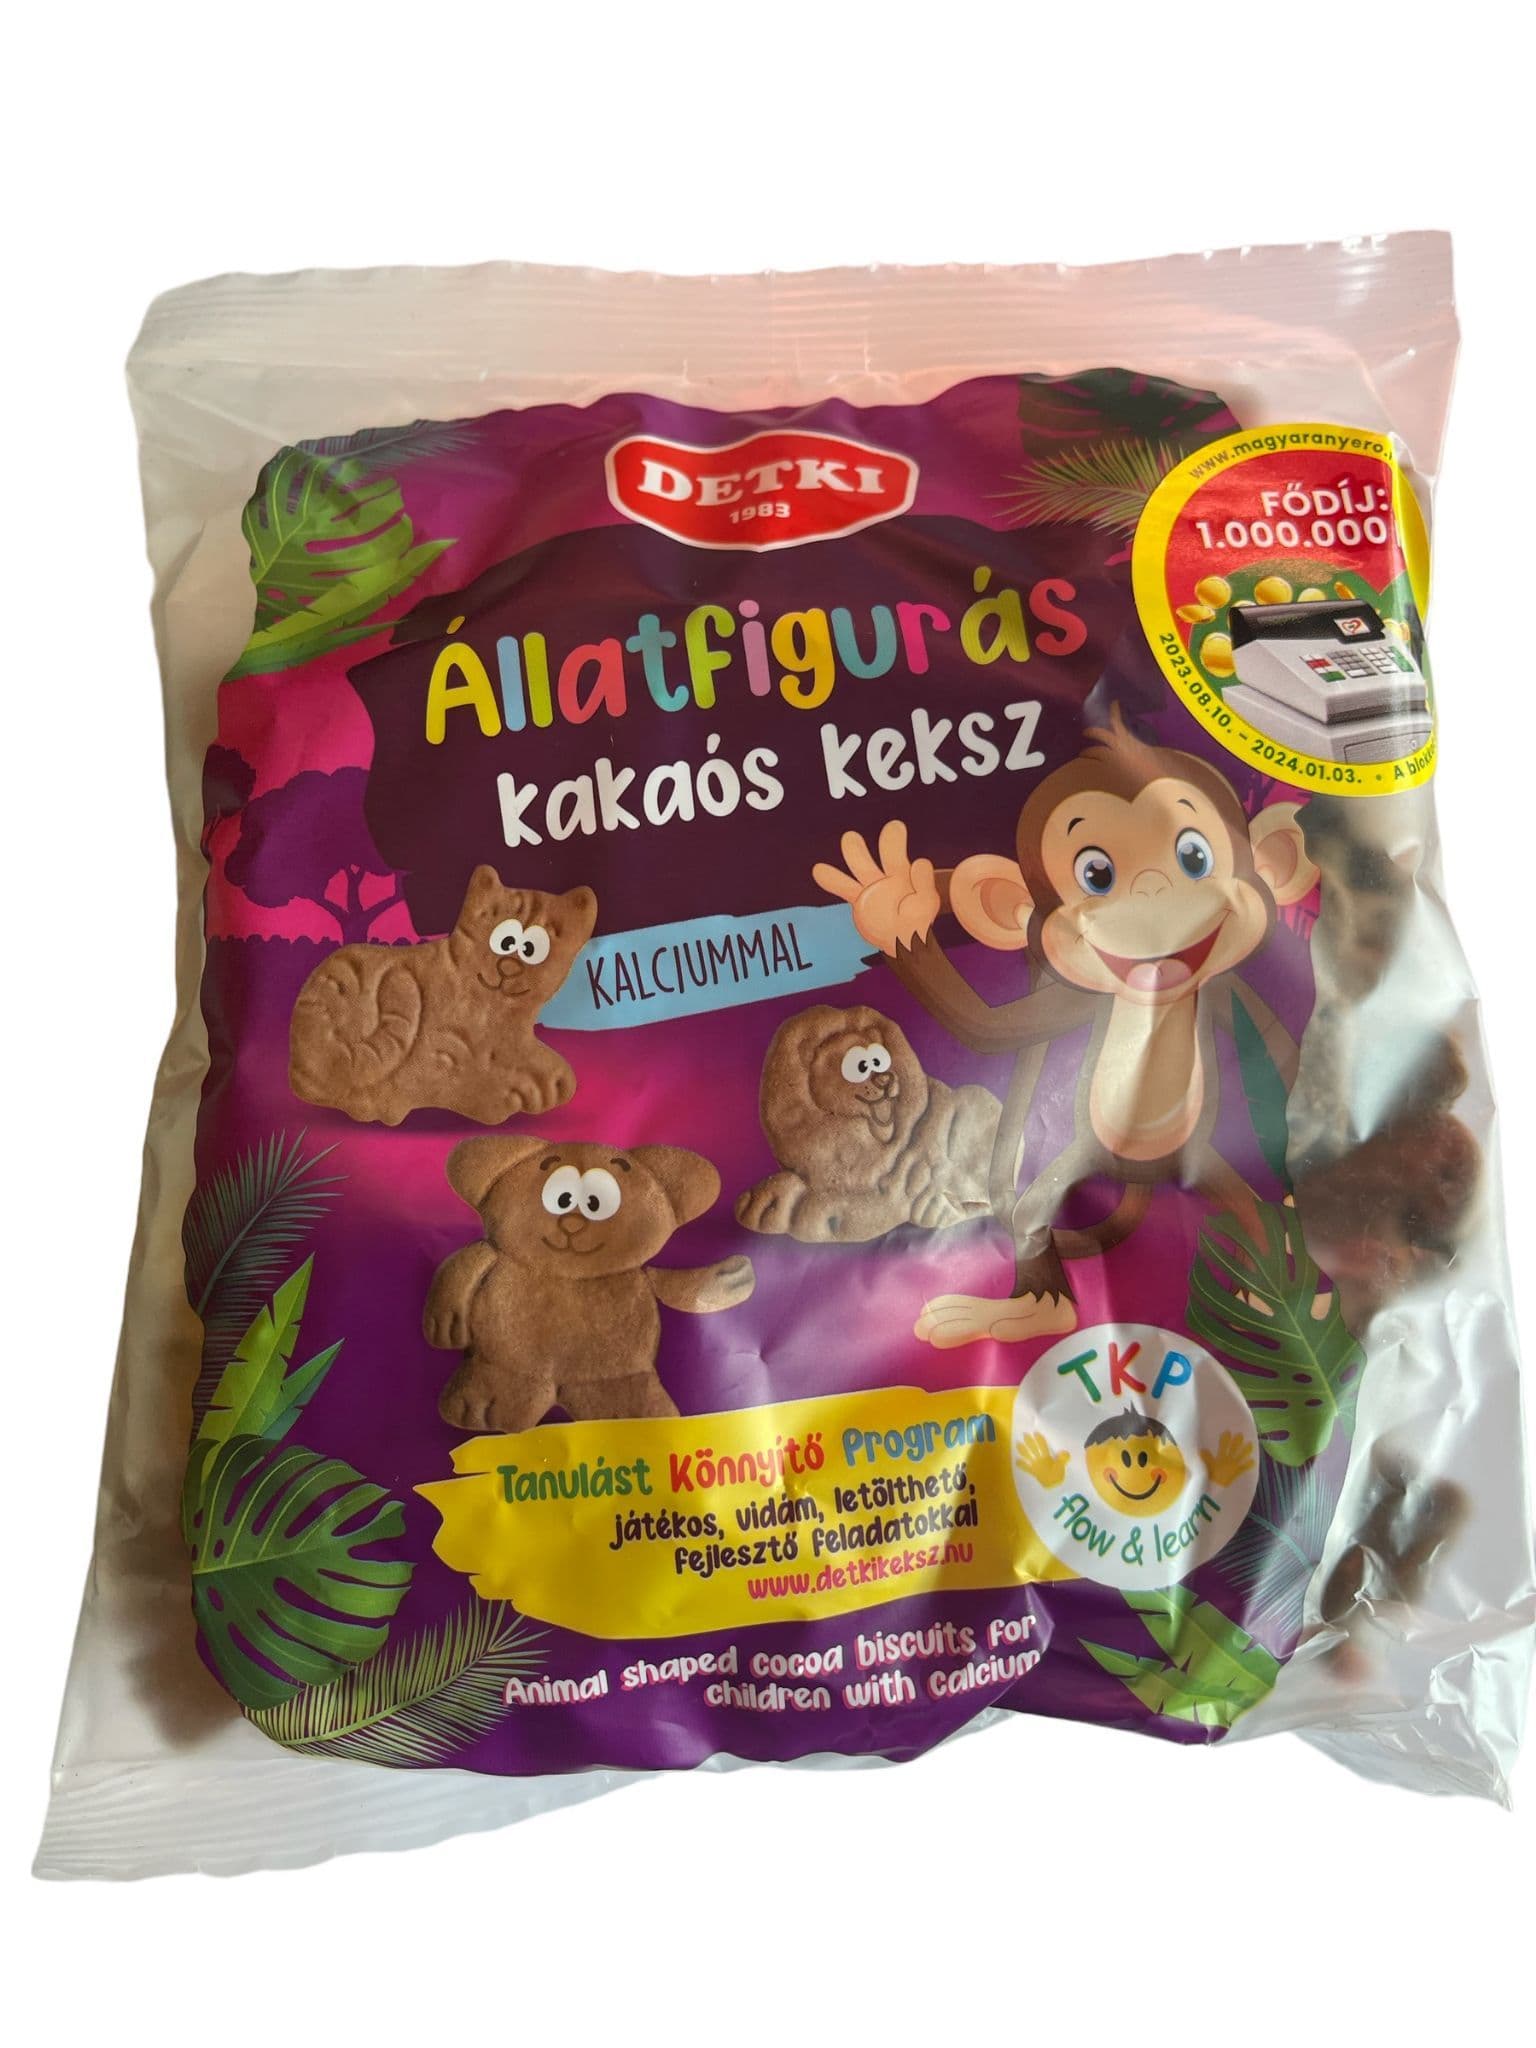 DETKI
1983
www.magyaranyero.
FŐDÍJ:
1.000.000
2023.08.10. - 2024.01.03. • A
Állatfigurás
kakaós keksz
KALCIUMMAL
TKP
flow & learn
Tanulást Könnyítő Program
játékos, vidám, letölthető,
fejlesztő feladatokkal
www.detkikeksz.hu
Animal shaped cocoa biscuits for
children with calcium